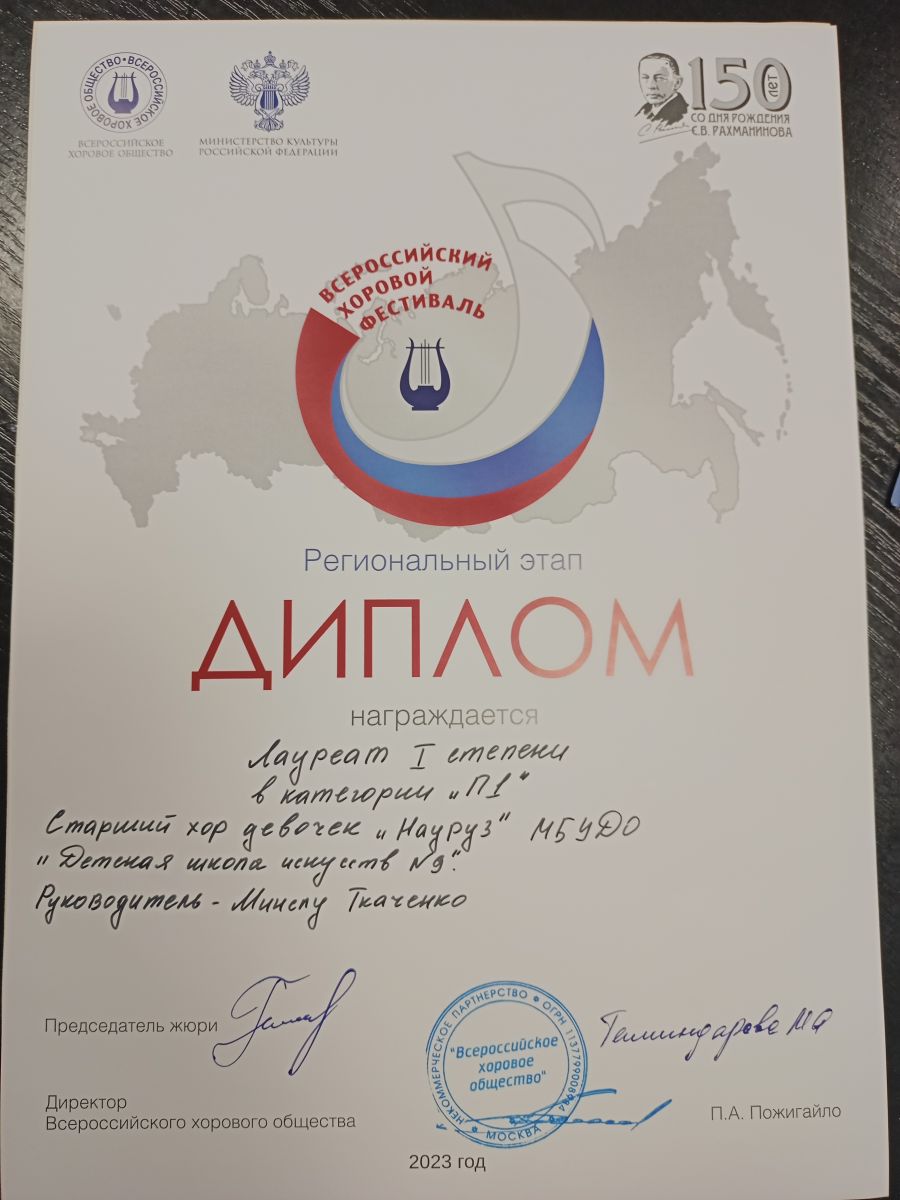 ВСЕРОССИЙСКОЕ ХОРОВОЕ ОБЩЕСТВО
ВСЕРОССИЙСКОЕ
ХОРОВОЕ ОБЩЕСТВО
МИНИСТЕРСТВО КУЛЬТУРЫ
РОССИЙСКОЙ ФЕДЕРАЦИИ
150 лет
СО ДНЯ РОЖДЕНИЯ
С.В. РАХМАНИНОВА
ВСЕРОССИЙСКИЙ
ХОРОВОЙ
ФЕСТИВАЛЬ
Региональный этап
ДИПЛОМ
награждается
Лауреат I степени
в категории „П1"
Старший хор девочек „Науруз" МБУДО
"Детская школа искусств №9".
Руководитель - Минслу Ткаченко
Председатель жюри
НЕКОММЕРЧЕСКОЕ ПАРТНЕРСТВО
"Всероссийское
хоровое
общество"
МОСКВА
Директор
Всероссийского хорового общества
П.А. Пожигайло
2023 год